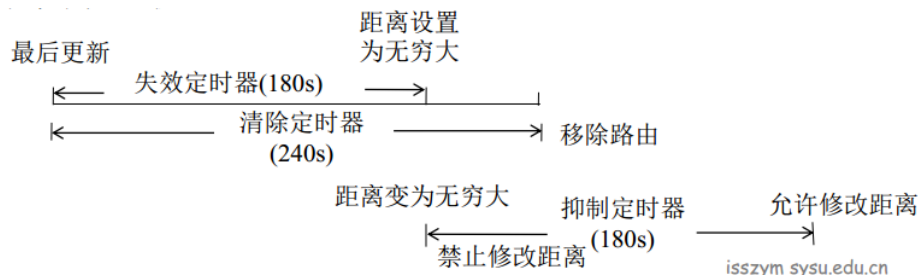 距离设置
为无穷大
最后更新
失效定时器(180s)
清除定时器
(240s)
移除路由
距离变为无穷大
抑制定时器
(180s)
允许修改距离
禁止修改距离
isszym sysu.edu.cn